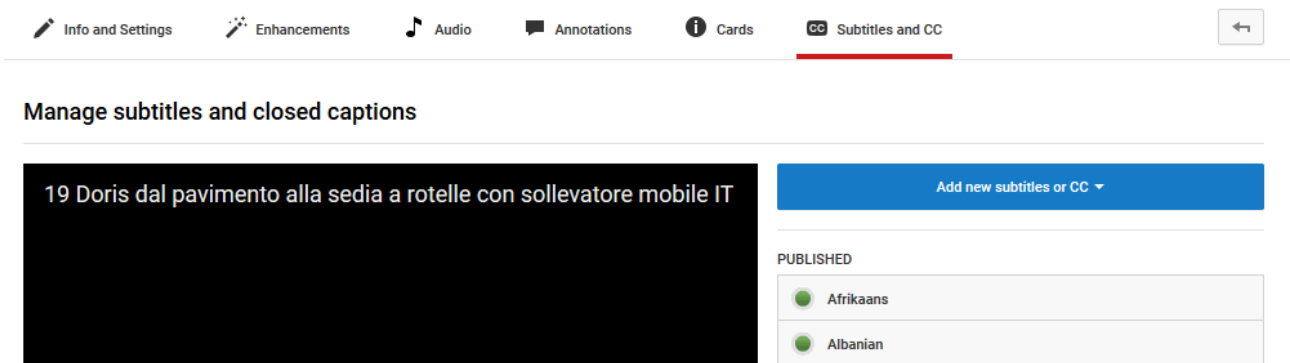 Info and Settings
Enhancements
Audio
Annotations
Cards
CC Subtitles and CC
Manage subtitles and closed captions
19 Doris dal pavimento alla sedia a rotelle con sollevatore mobile IT
Add new subtitles or CC
PUBLISHED
Afrikaans
Albanian